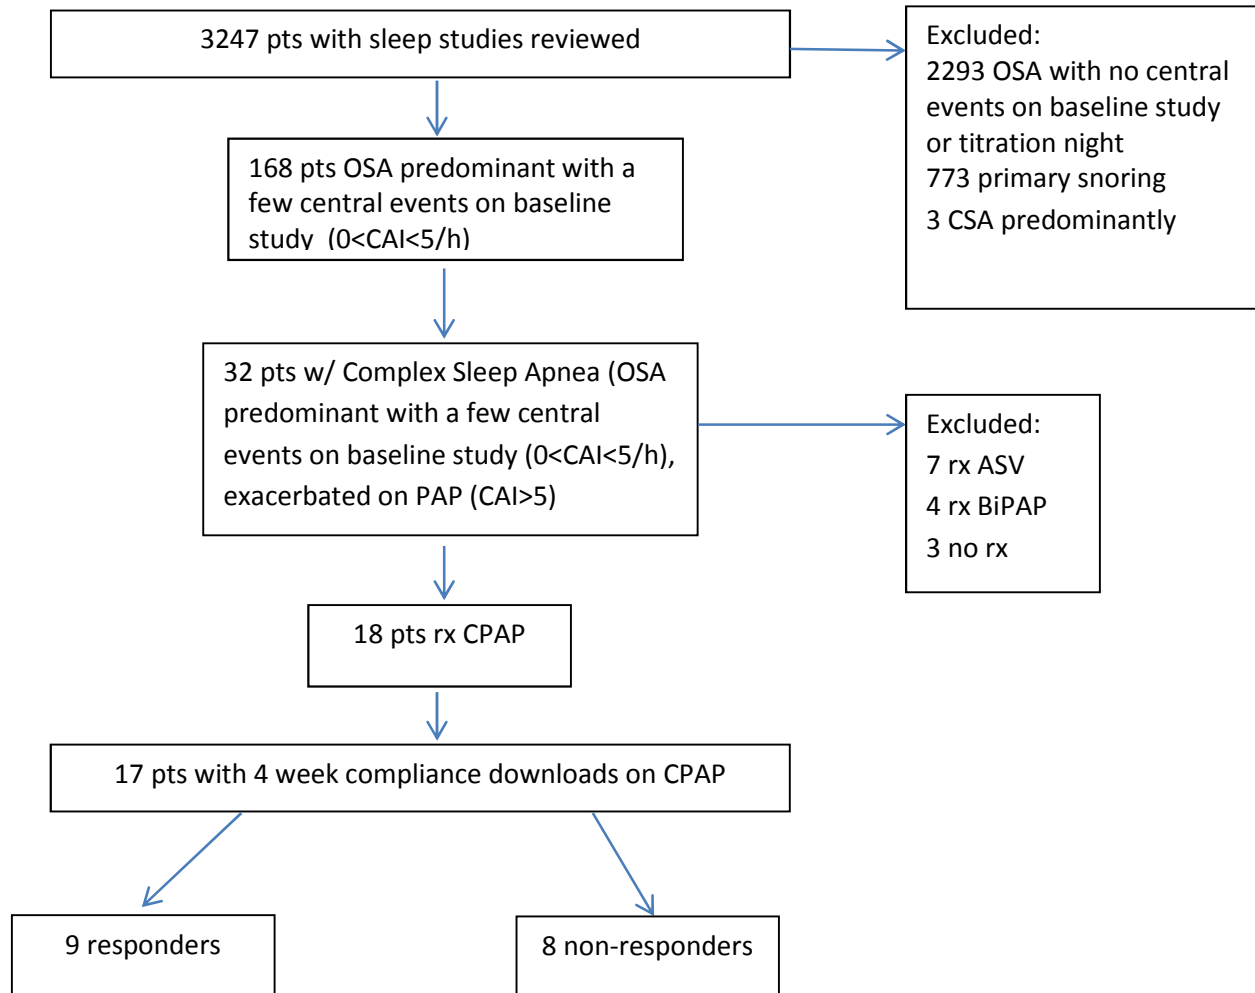 3247 pts with sleep studies reviewed
Excluded:
2293 OSA with no central
events on baseline study
or titration night
773 primary snoring
3 CSA predominantly
168 pts OSA predominant with a
few central events on baseline
study (0<CAI<5/h)
32 pts w/ Complex Sleep Apnea (OSA
predominant with a few central
events on baseline study (0<CAI<5/h),
exacerbated on PAP (CAI>5)
Excluded:
7 rx ASV
4 rx BiPAP
3 no rx
18 pts rx CPAP
17 pts with 4 week compliance downloads on CPAP
9 responders
8 non-responders